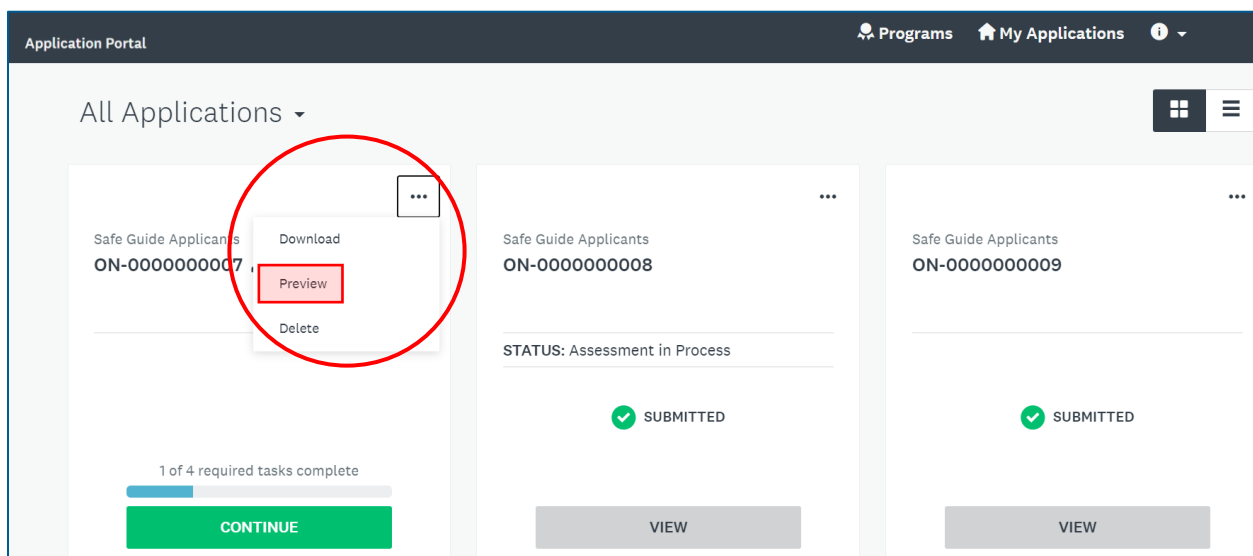 Application Portal
Programs
My Applications
All Applications
•••
•••
•••
Safe Guide Applicants
ON-0000000007
Download
Preview
Delete
1 of 4 required tasks complete
CONTINUE
Safe Guide Applicants
ON-0000000008
STATUS: Assessment in Process
SUBMITTED
VIEW
Safe Guide Applicants
ON-0000000009
SUBMITTED
VIEW